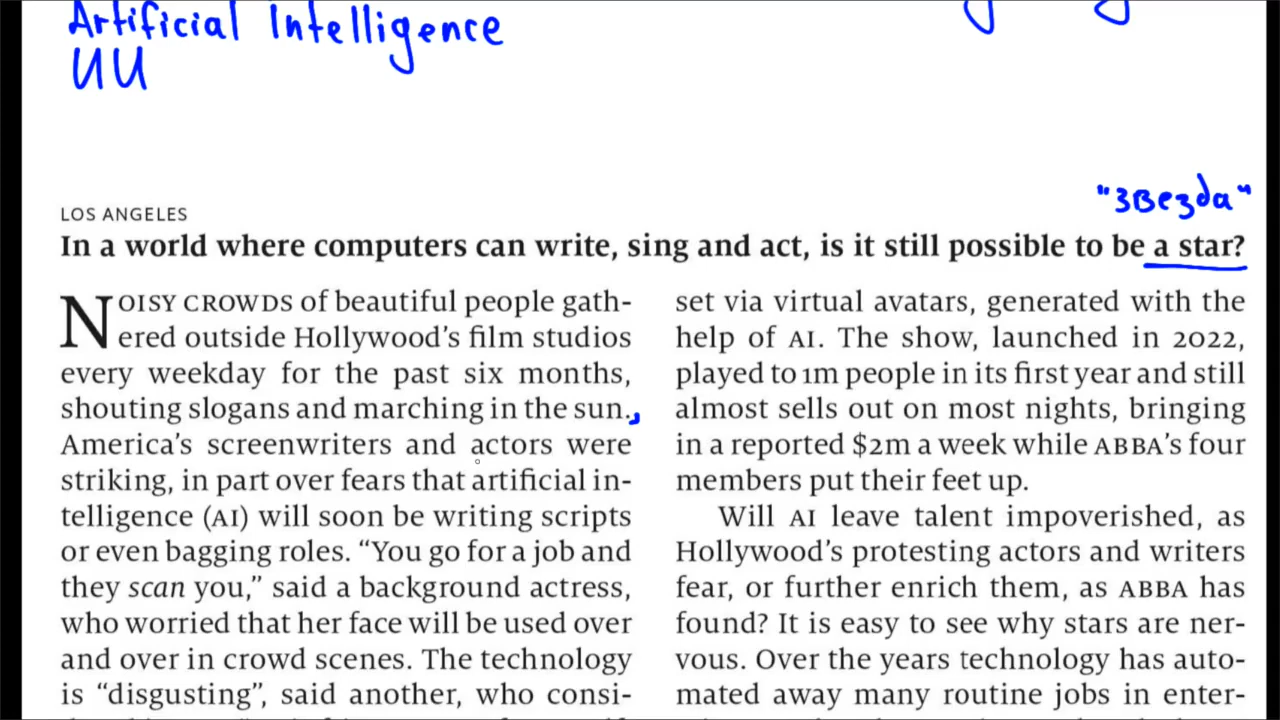 Artificial Intelligence
ИИ
"звезда"
LOS ANGELES
In a world where computers can write, sing and act, is it still possible to be a star?
NOISY CROWDS of beautiful people gath-
ered outside Hollywood's film studios
every weekday for the past six months,
shouting slogans and marching in the sun.
America's screenwriters and actors were
striking, in part over fears that artificial in-
telligence (AI) will soon be writing scripts
or even bagging roles. “You go for a job and
they scan you,” said a background actress,
who worried that her face will be used over
and over in crowd scenes. The technology
is “disgusting”, said another, who consi-
set via virtual avatars, generated with the
help of AI. The show, launched in 2022,
played to 1m people in its first year and still
almost sells out on most nights, bringing
in a reported $2m a week while ABBA's four
members put their feet up.
Will AI leave talent impoverished, as
Hollywood's protesting actors and writers
fear, or further enrich them, as ABBA has
found? It is easy to see why stars are ner-
vous. Over the years technology has auto-
mated away many routine jobs in enter-